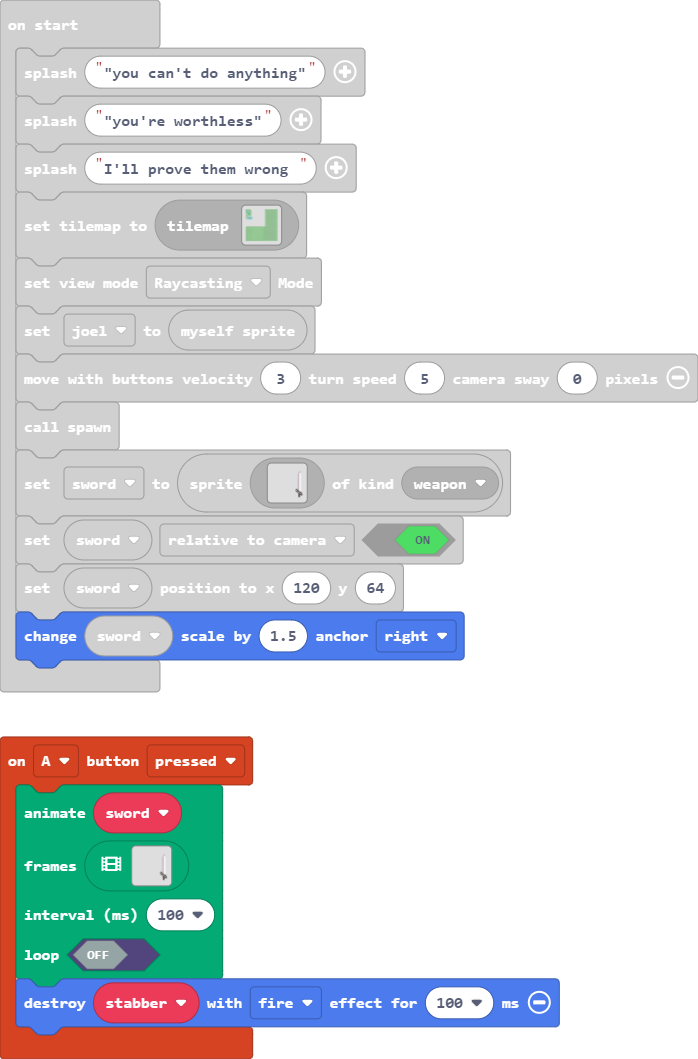 on start
splash ""you can't do anything""
splash ""you're worthless""
splash "I'll prove them wrong "
set tilemap to tilemap
set view mode Raycasting Mode
set joel to myself sprite
move with buttons velocity 3 turn speed 5 camera sway 0 pixels
call spawn
set sword to sprite of kind weapon
set sword relative to camera ON
set sword position to x 120 y 64
change sword scale by 1.5 anchor right
on A button pressed
animate sword
frames
interval (ms) 100
loop OFF
destroy stabber with fire effect for 100 ms